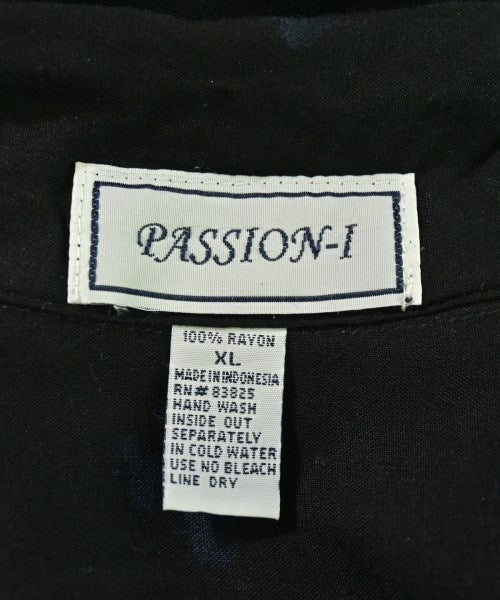 PASSION-I
100% RAYON
XL
MADE IN INDONESIA
RN# 83825
HAND WASH
INSIDE OUT
SEPARATELY
IN COLD WATER
USE NO BLEACH
LINE DRY